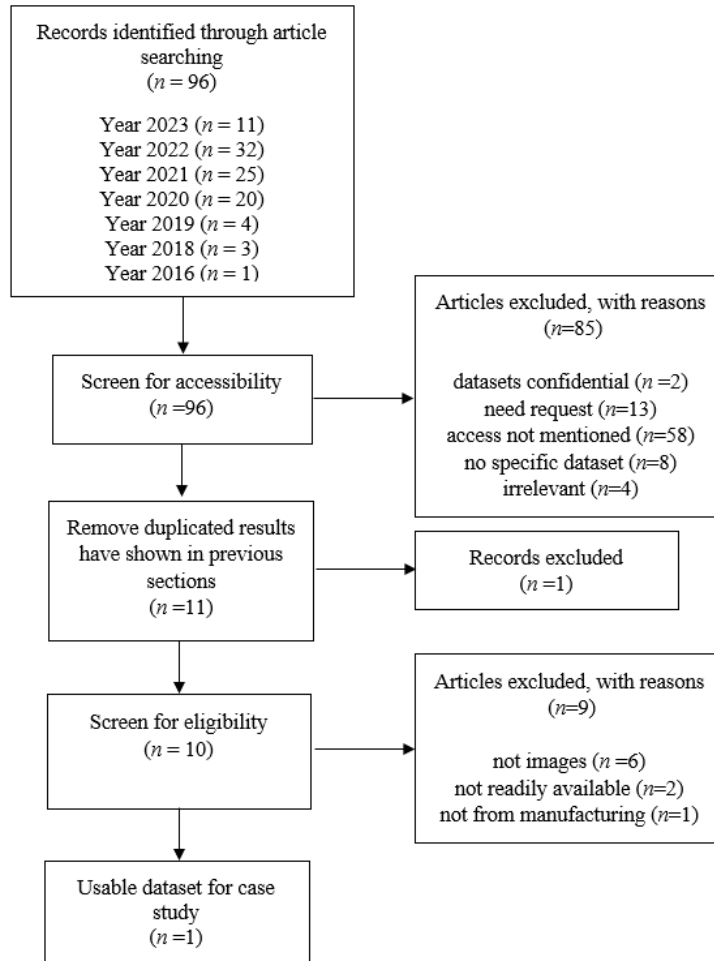 Records identified through article
searching
(n = 96)
Year 2023 (n = 11)
Year 2022 (n = 32)
Year 2021 (n = 25)
Year 2020 (n = 20)
Year 2019 (n = 4)
Year 2018 (n = 3)
Year 2016 (n = 1)
Screen for accessibility
(n =96)
Articles excluded, with reasons
(n=85)
datasets confidential (n =2)
need request (n=13)
access not mentioned (n=58)
no specific dataset (n=8)
irrelevant (n=4)
Remove duplicated results
have shown in previous
sections
(n =11)
Records excluded
(n =1)
Screen for eligibility
(n = 10)
Articles excluded, with reasons
(n=9)
not images (n =6)
not readily available (n=2)
not from manufacturing (n=1)
Usable dataset for case
study
(n =1)